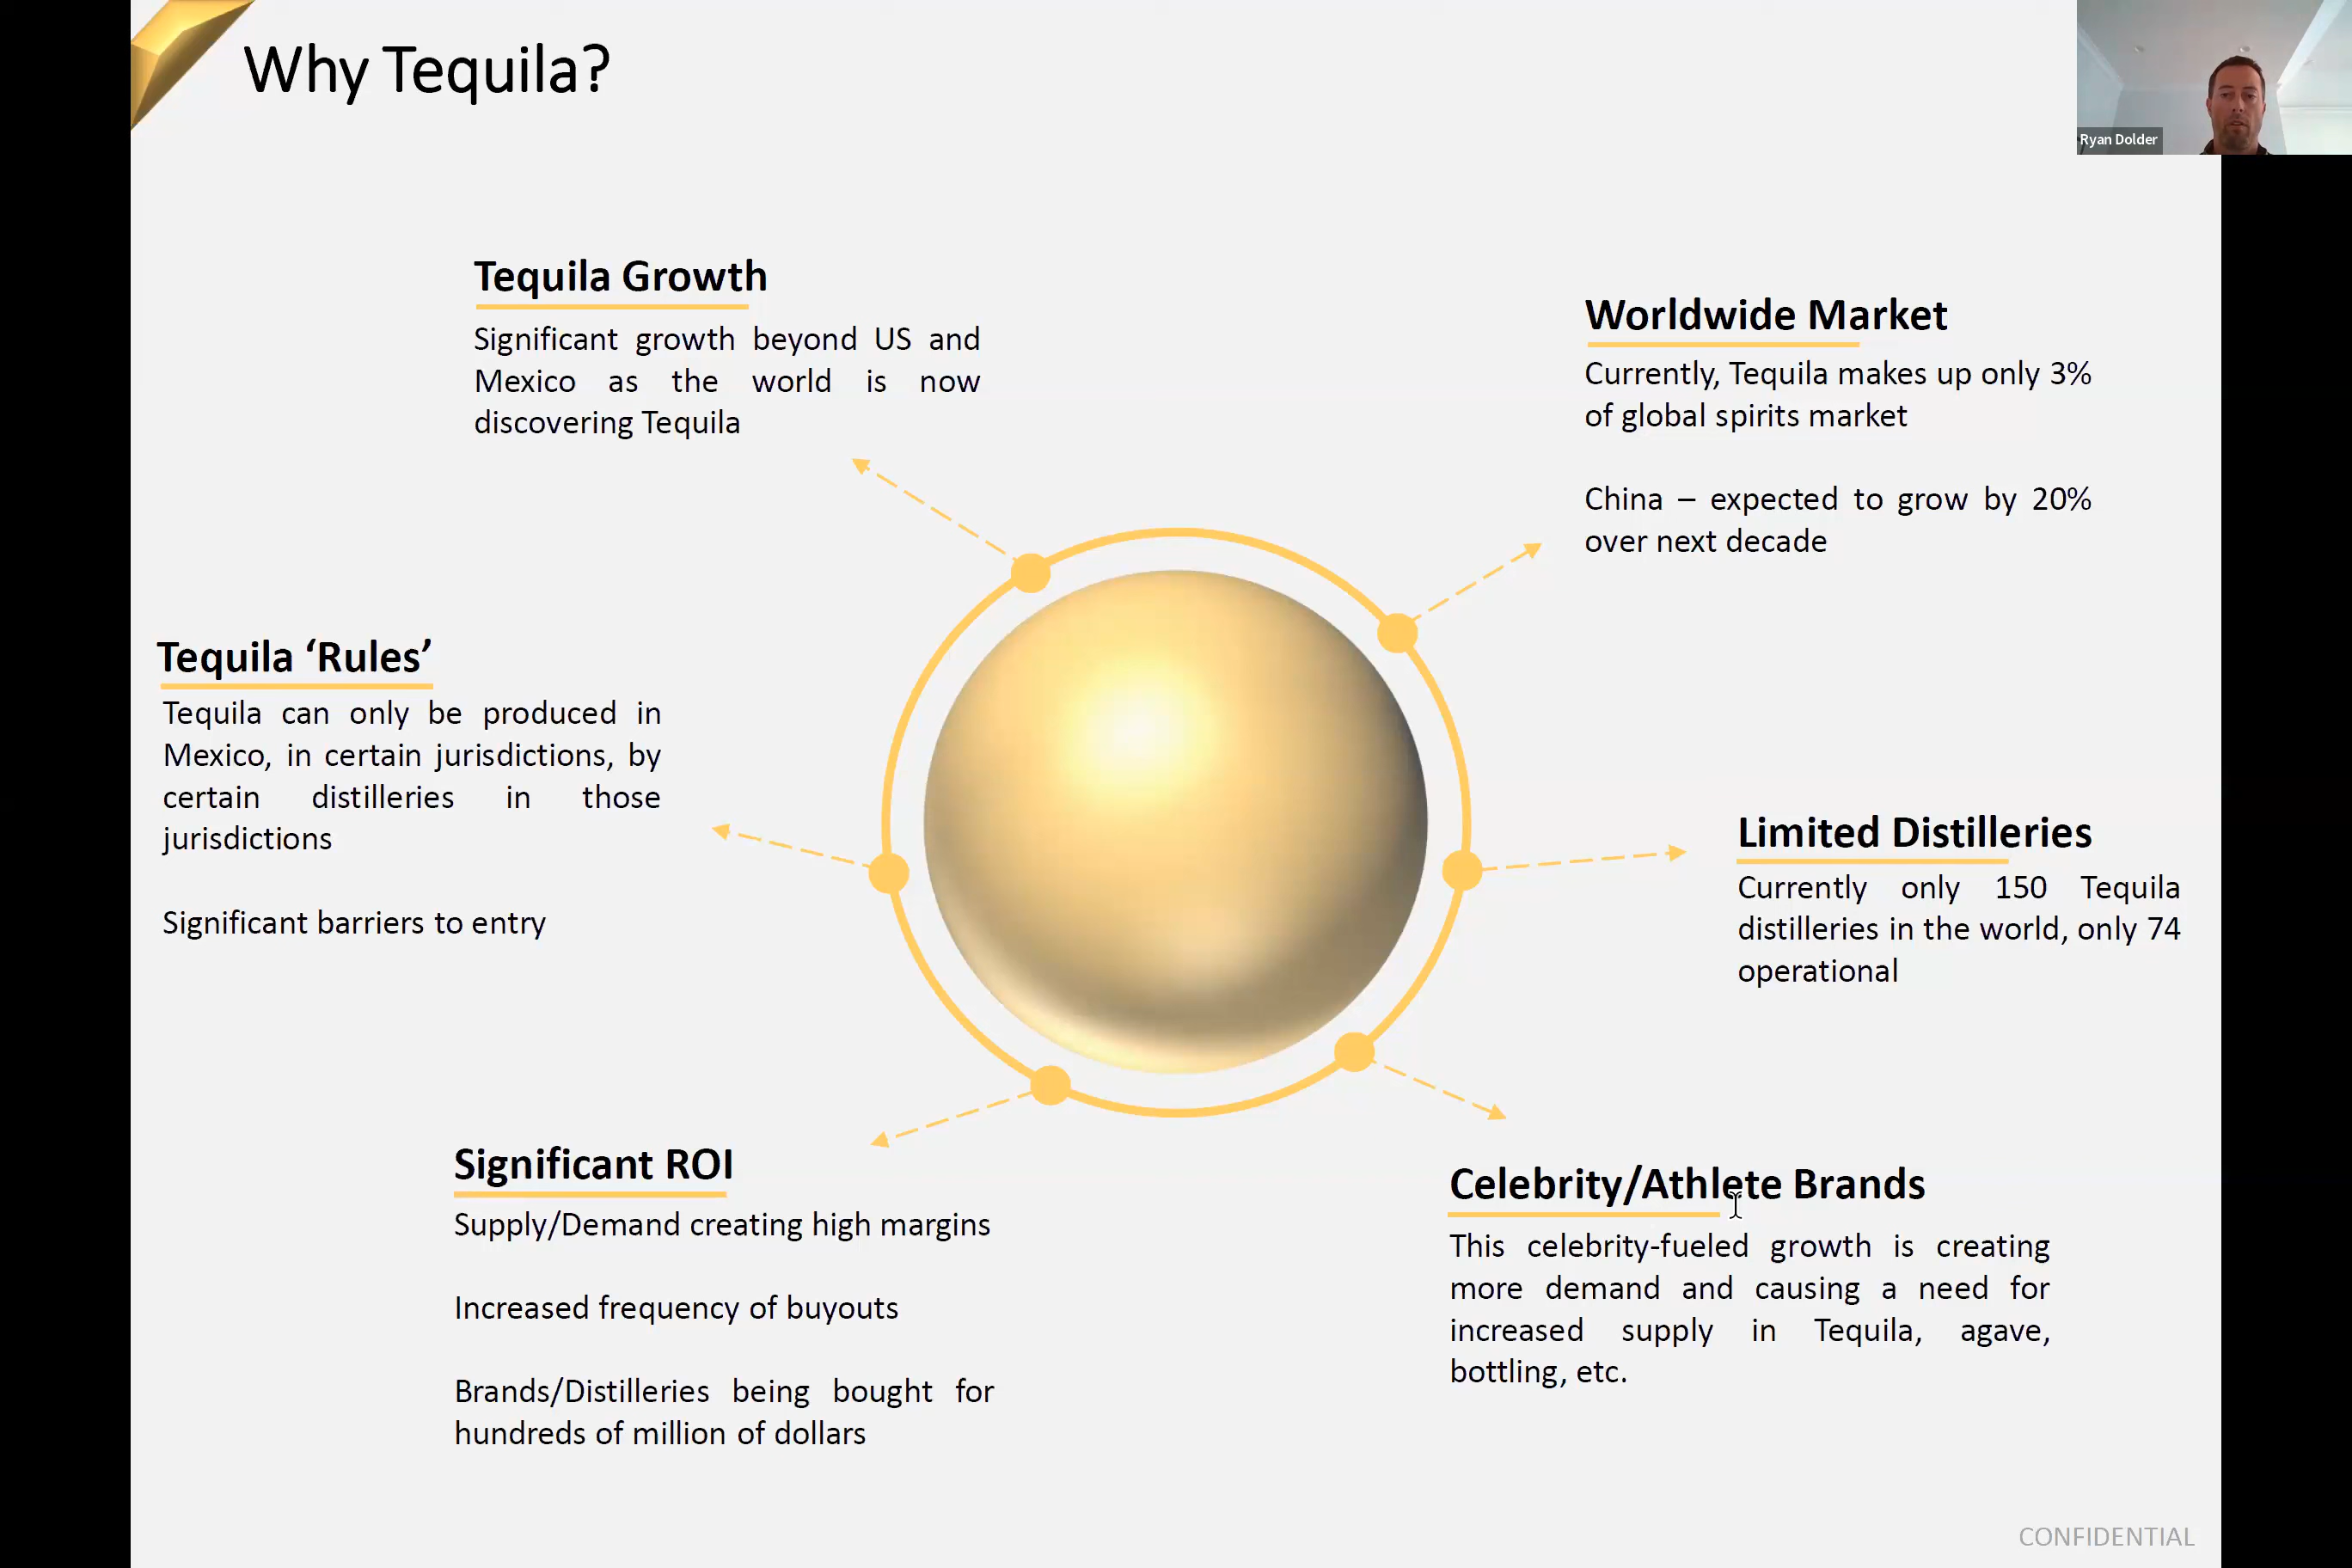 Why Tequila?
Ryan Dolder
Tequila Growth
Significant growth beyond US and
Mexico as the world is now
discovering Tequila
Worldwide Market
Currently, Tequila makes up only 3%
of global spirits market
China – expected to grow by 20%
over next decade
Tequila ‘Rules’
Tequila can only be produced in
Mexico, in certain jurisdictions, by
certain distilleries in those
jurisdictions
Significant barriers to entry
Limited Distilleries
Currently only 150 Tequila
distilleries in the world, only 74
operational
Significant ROI
Supply/Demand creating high margins
Increased frequency of buyouts
Brands/Distilleries being bought for
hundreds of million of dollars
Celebrity/Athlete Brands
This celebrity-fueled growth is creating
more demand and causing a need for
increased supply in Tequila, agave,
bottling, etc.
CONFIDENTIAL